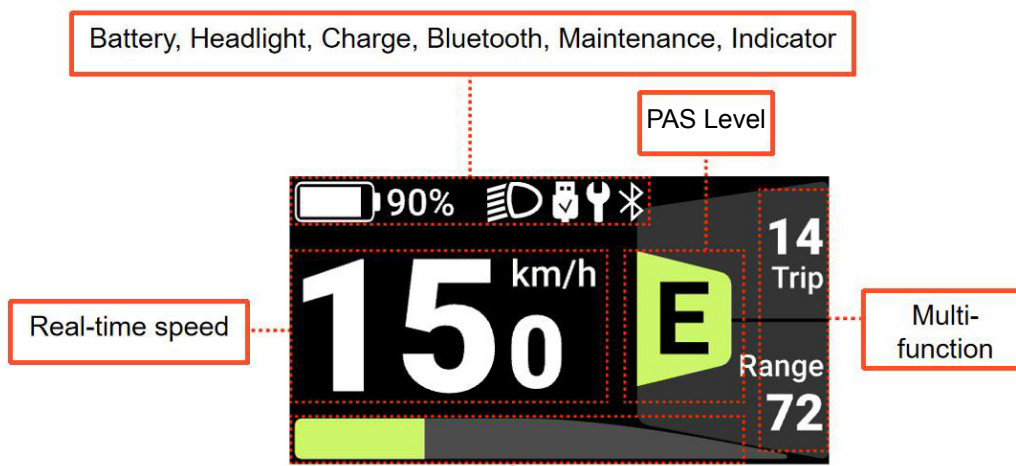 Battery, Headlight, Charge, Bluetooth, Maintenance, Indicator
PAS Level
90%
14
Trip
15 0 km/h
E
Real-time speed
Multi-
function
Range
72